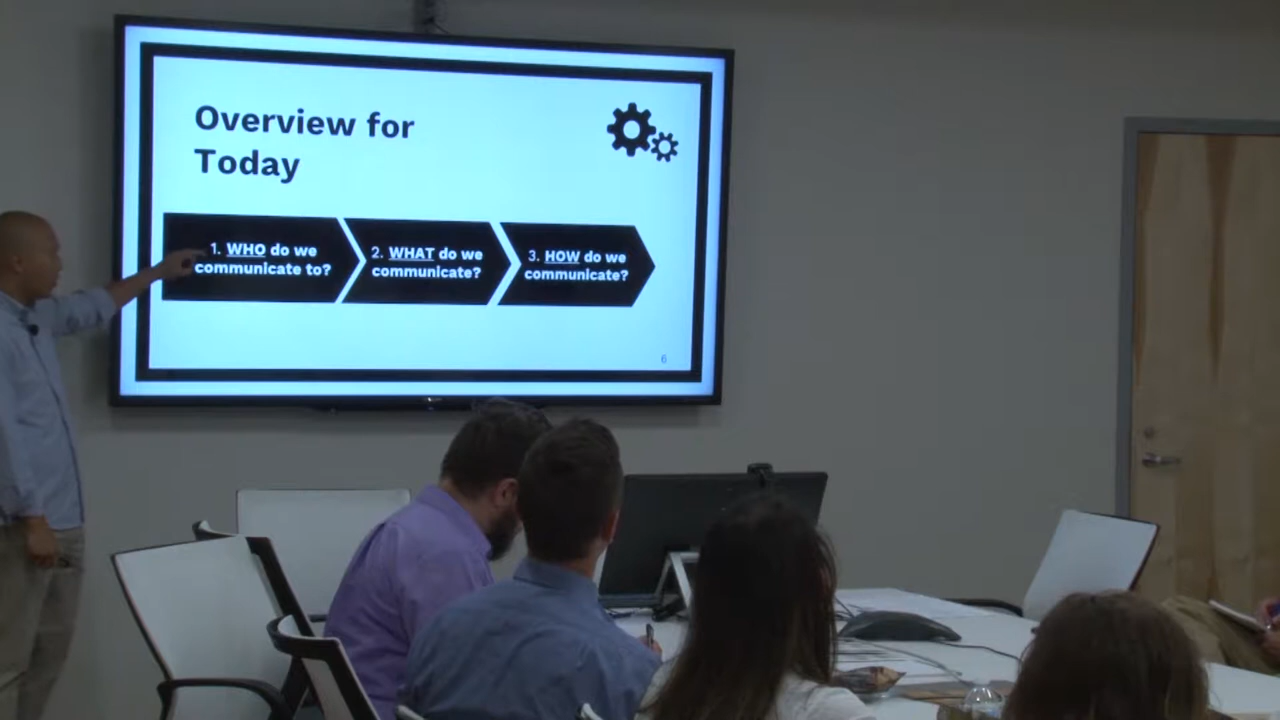 Overview for
Today
1. WHO do we
communicate to?
2. WHAT do we
communicate?
3. HOW do we
communicate?
6